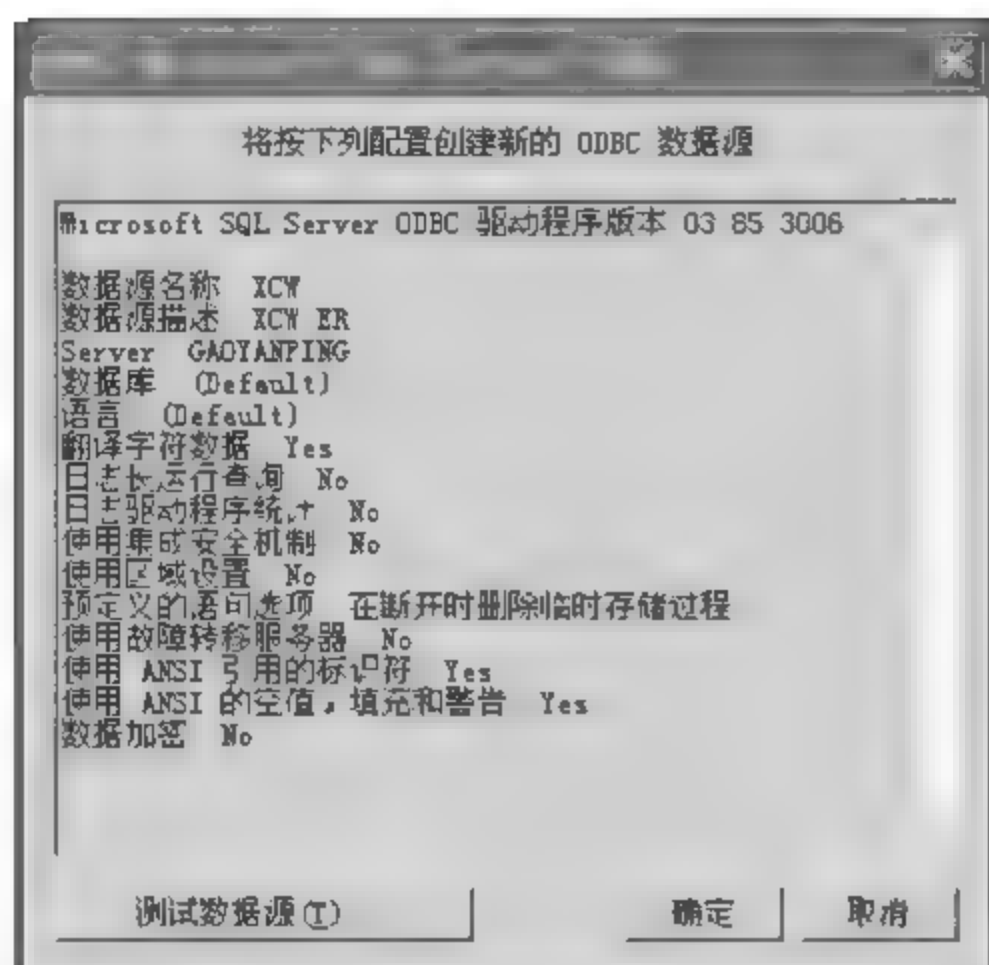 将按下列配置创建新的 ODBC 数据源
Microsoft SQL Server ODBC 驱动程序版本 03 85 3006
数据源名称 XCW
数据源描述 XCW ER
Server GAOYANPING
数据库 (Default)
语言 (Default)
翻译字符数据 Yes
日志长运行查询 No
日志驱动程序统计 No
使用集成安全机制 No
使用区域设置 No
预定义的语句选项 在断开时删除临时存储过程
使用故障转移服务器 No
使用 ANSI 引用的标识符 Yes
使用 ANSI 的空值，填充和警告 Yes
数据加密 No
测试数据源(T)
确定
取消